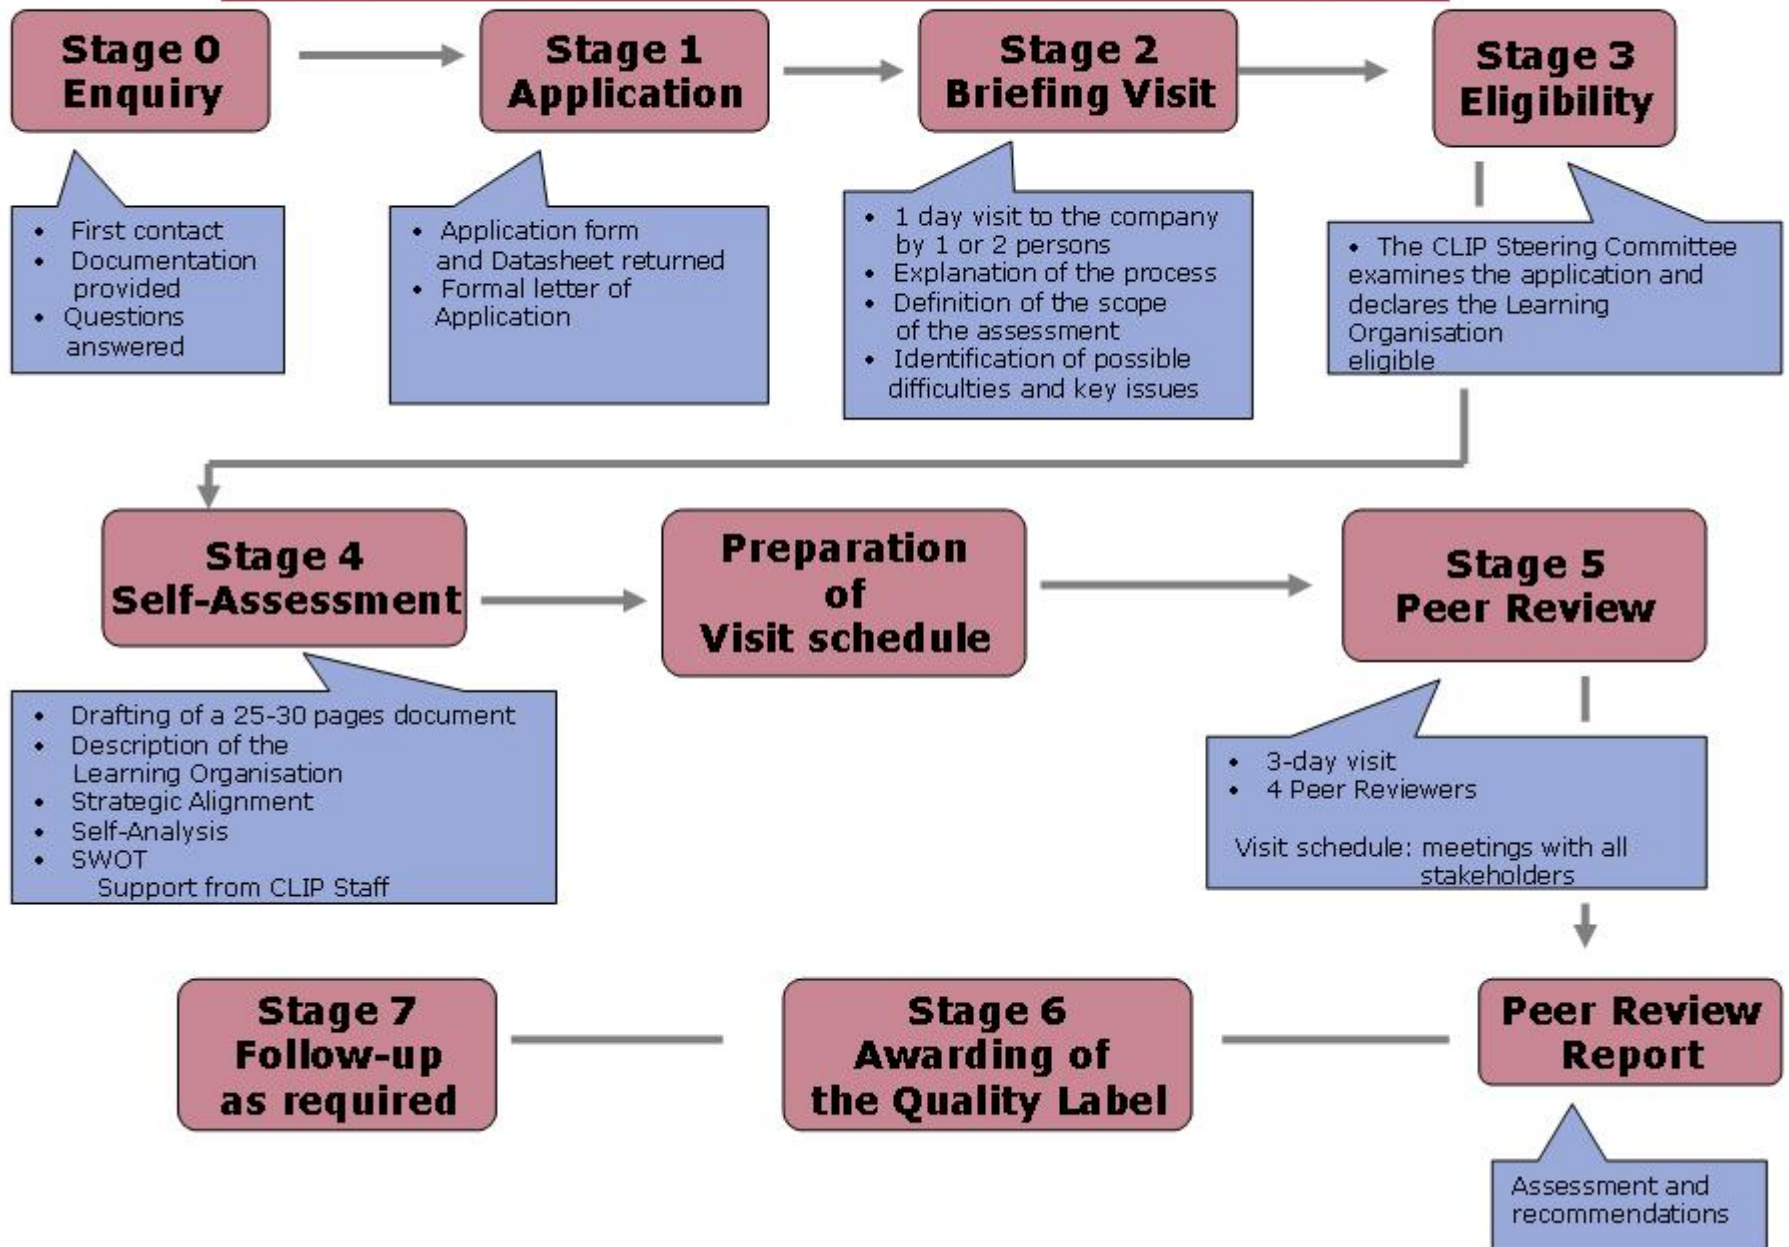 Stage 0
Enquiry
Stage 1
Application
Stage 2
Briefing Visit
Stage 3
Eligibility
• First contact
• Documentation
provided
• Questions
answered
• Application form
and Datasheet returned
• Formal letter of
Application
• 1 day visit to the company
by 1 or 2 persons
• Explanation of the process
• Definition of the scope
of the assessment
• Identification of possible
difficulties and key issues
• The CLIP Steering Committee
examines the application and
declares the Learning
Organisation
eligible
Stage 4
Self-Assessment
Preparation
of
Visit schedule
Stage 5
Peer Review
• Drafting of a 25-30 pages document
• Description of the
Learning Organisation
• Strategic Alignment
• Self-Analysis
• SWOT
Support from CLIP Staff
• 3-day visit
• 4 Peer Reviewers
Visit schedule: meetings with all
stakeholders
Stage 7
Follow-up
as required
Stage 6
Awarding of
the Quality Label
Peer Review
Report
Assessment and
recommendations